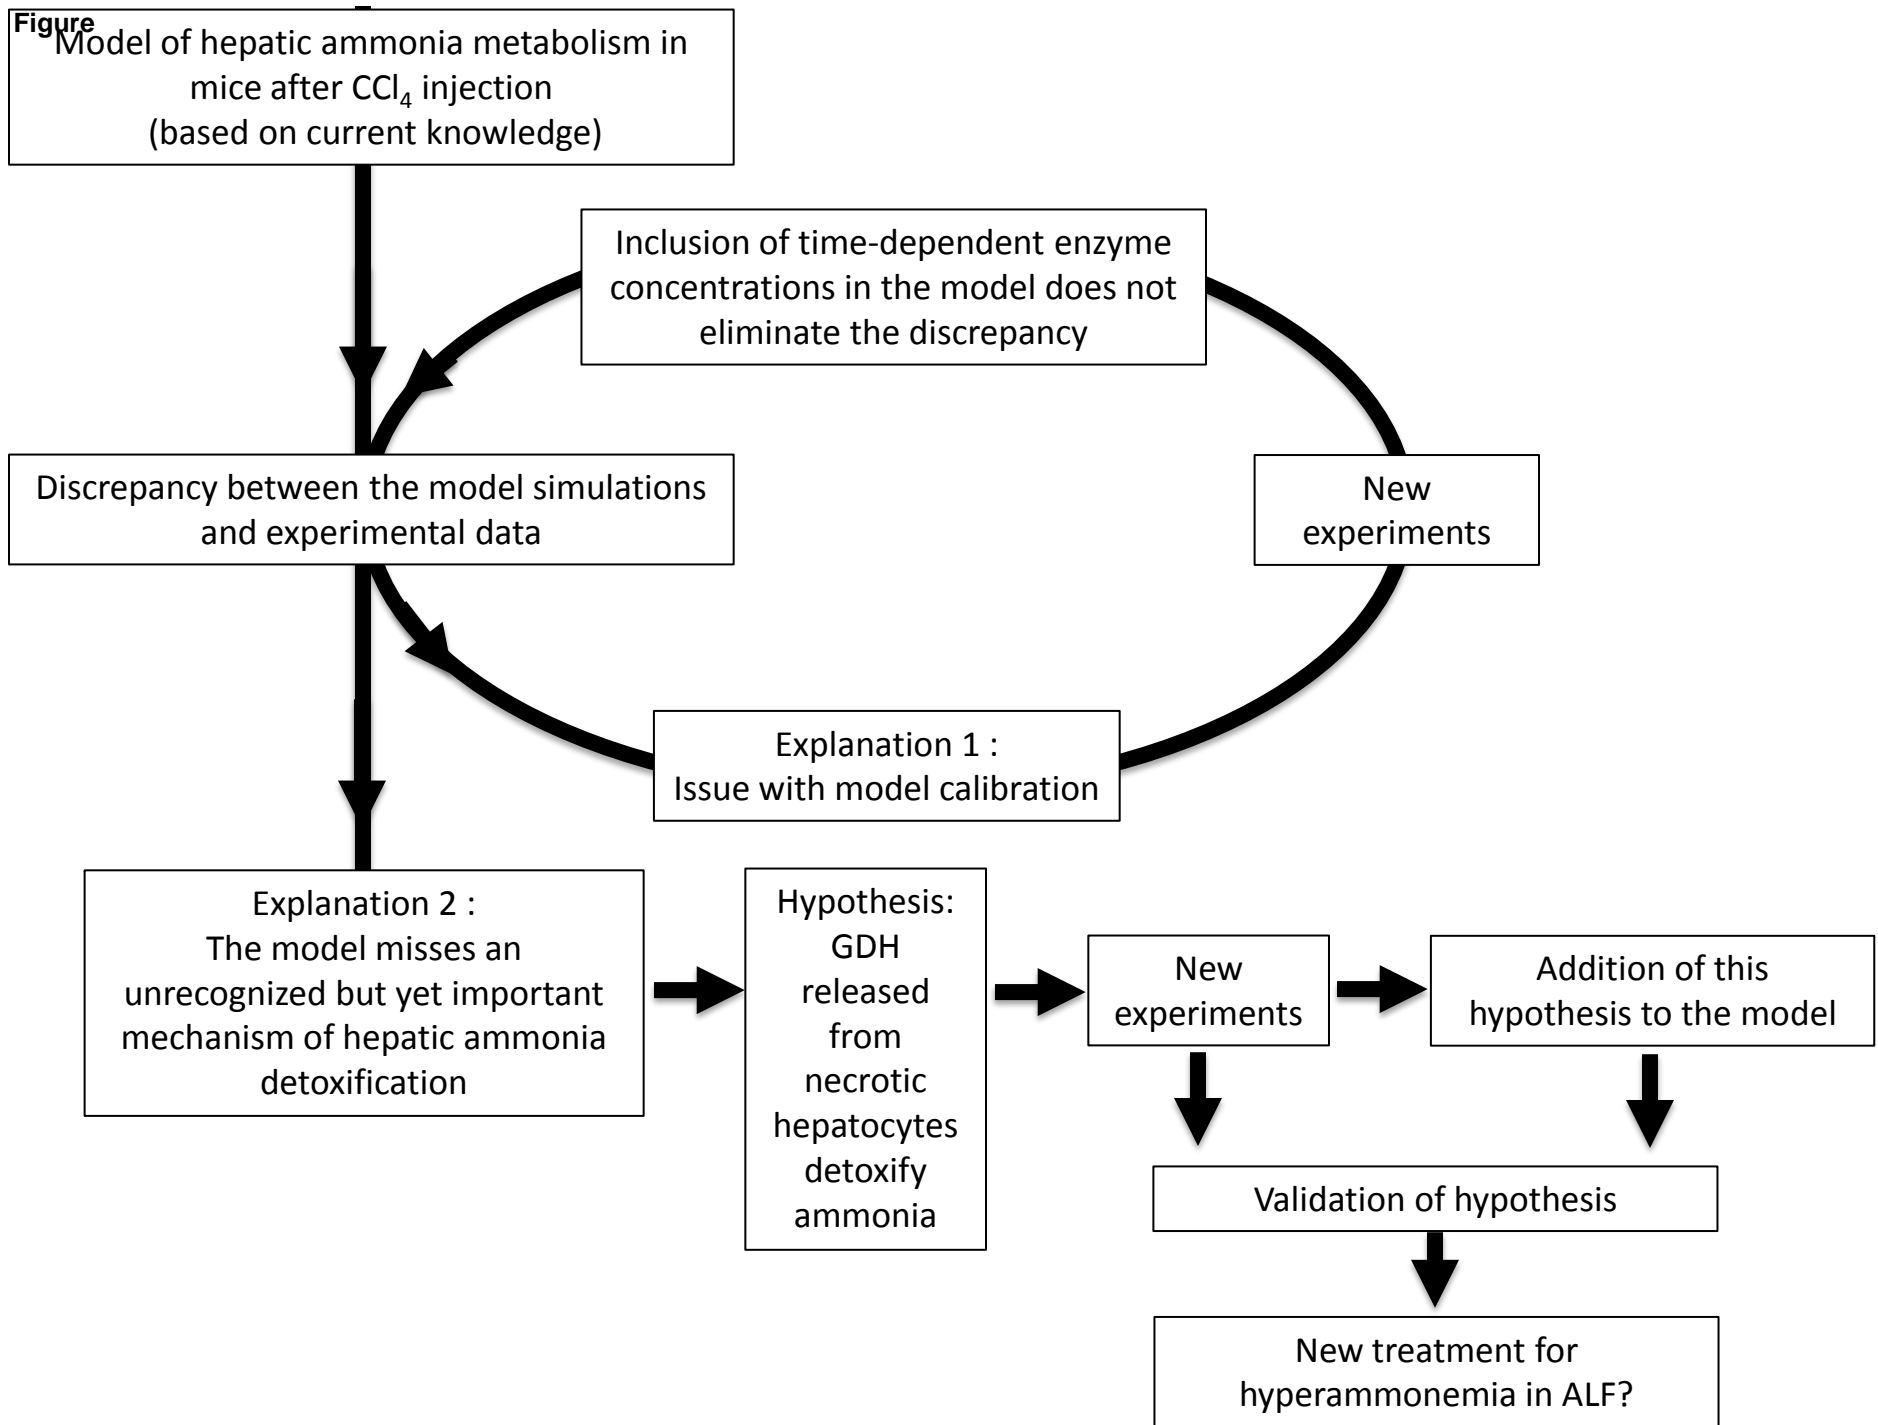 Figure
Model of hepatic ammonia metabolism in
mice after CCl₄ injection
(based on current knowledge)
Inclusion of time-dependent enzyme
concentrations in the model does not
eliminate the discrepancy
Discrepancy between the model simulations
and experimental data
New
experiments
Explanation 1 :
Issue with model calibration
Explanation 2 :
The model misses an
unrecognized but yet important
mechanism of hepatic ammonia
detoxification
Hypothesis:
GDH
released
from
necrotic
hepatocytes
detoxify
ammonia
New
experiments
Addition of this
hypothesis to the model
Validation of hypothesis
New treatment for
hyperammonemia in ALF?